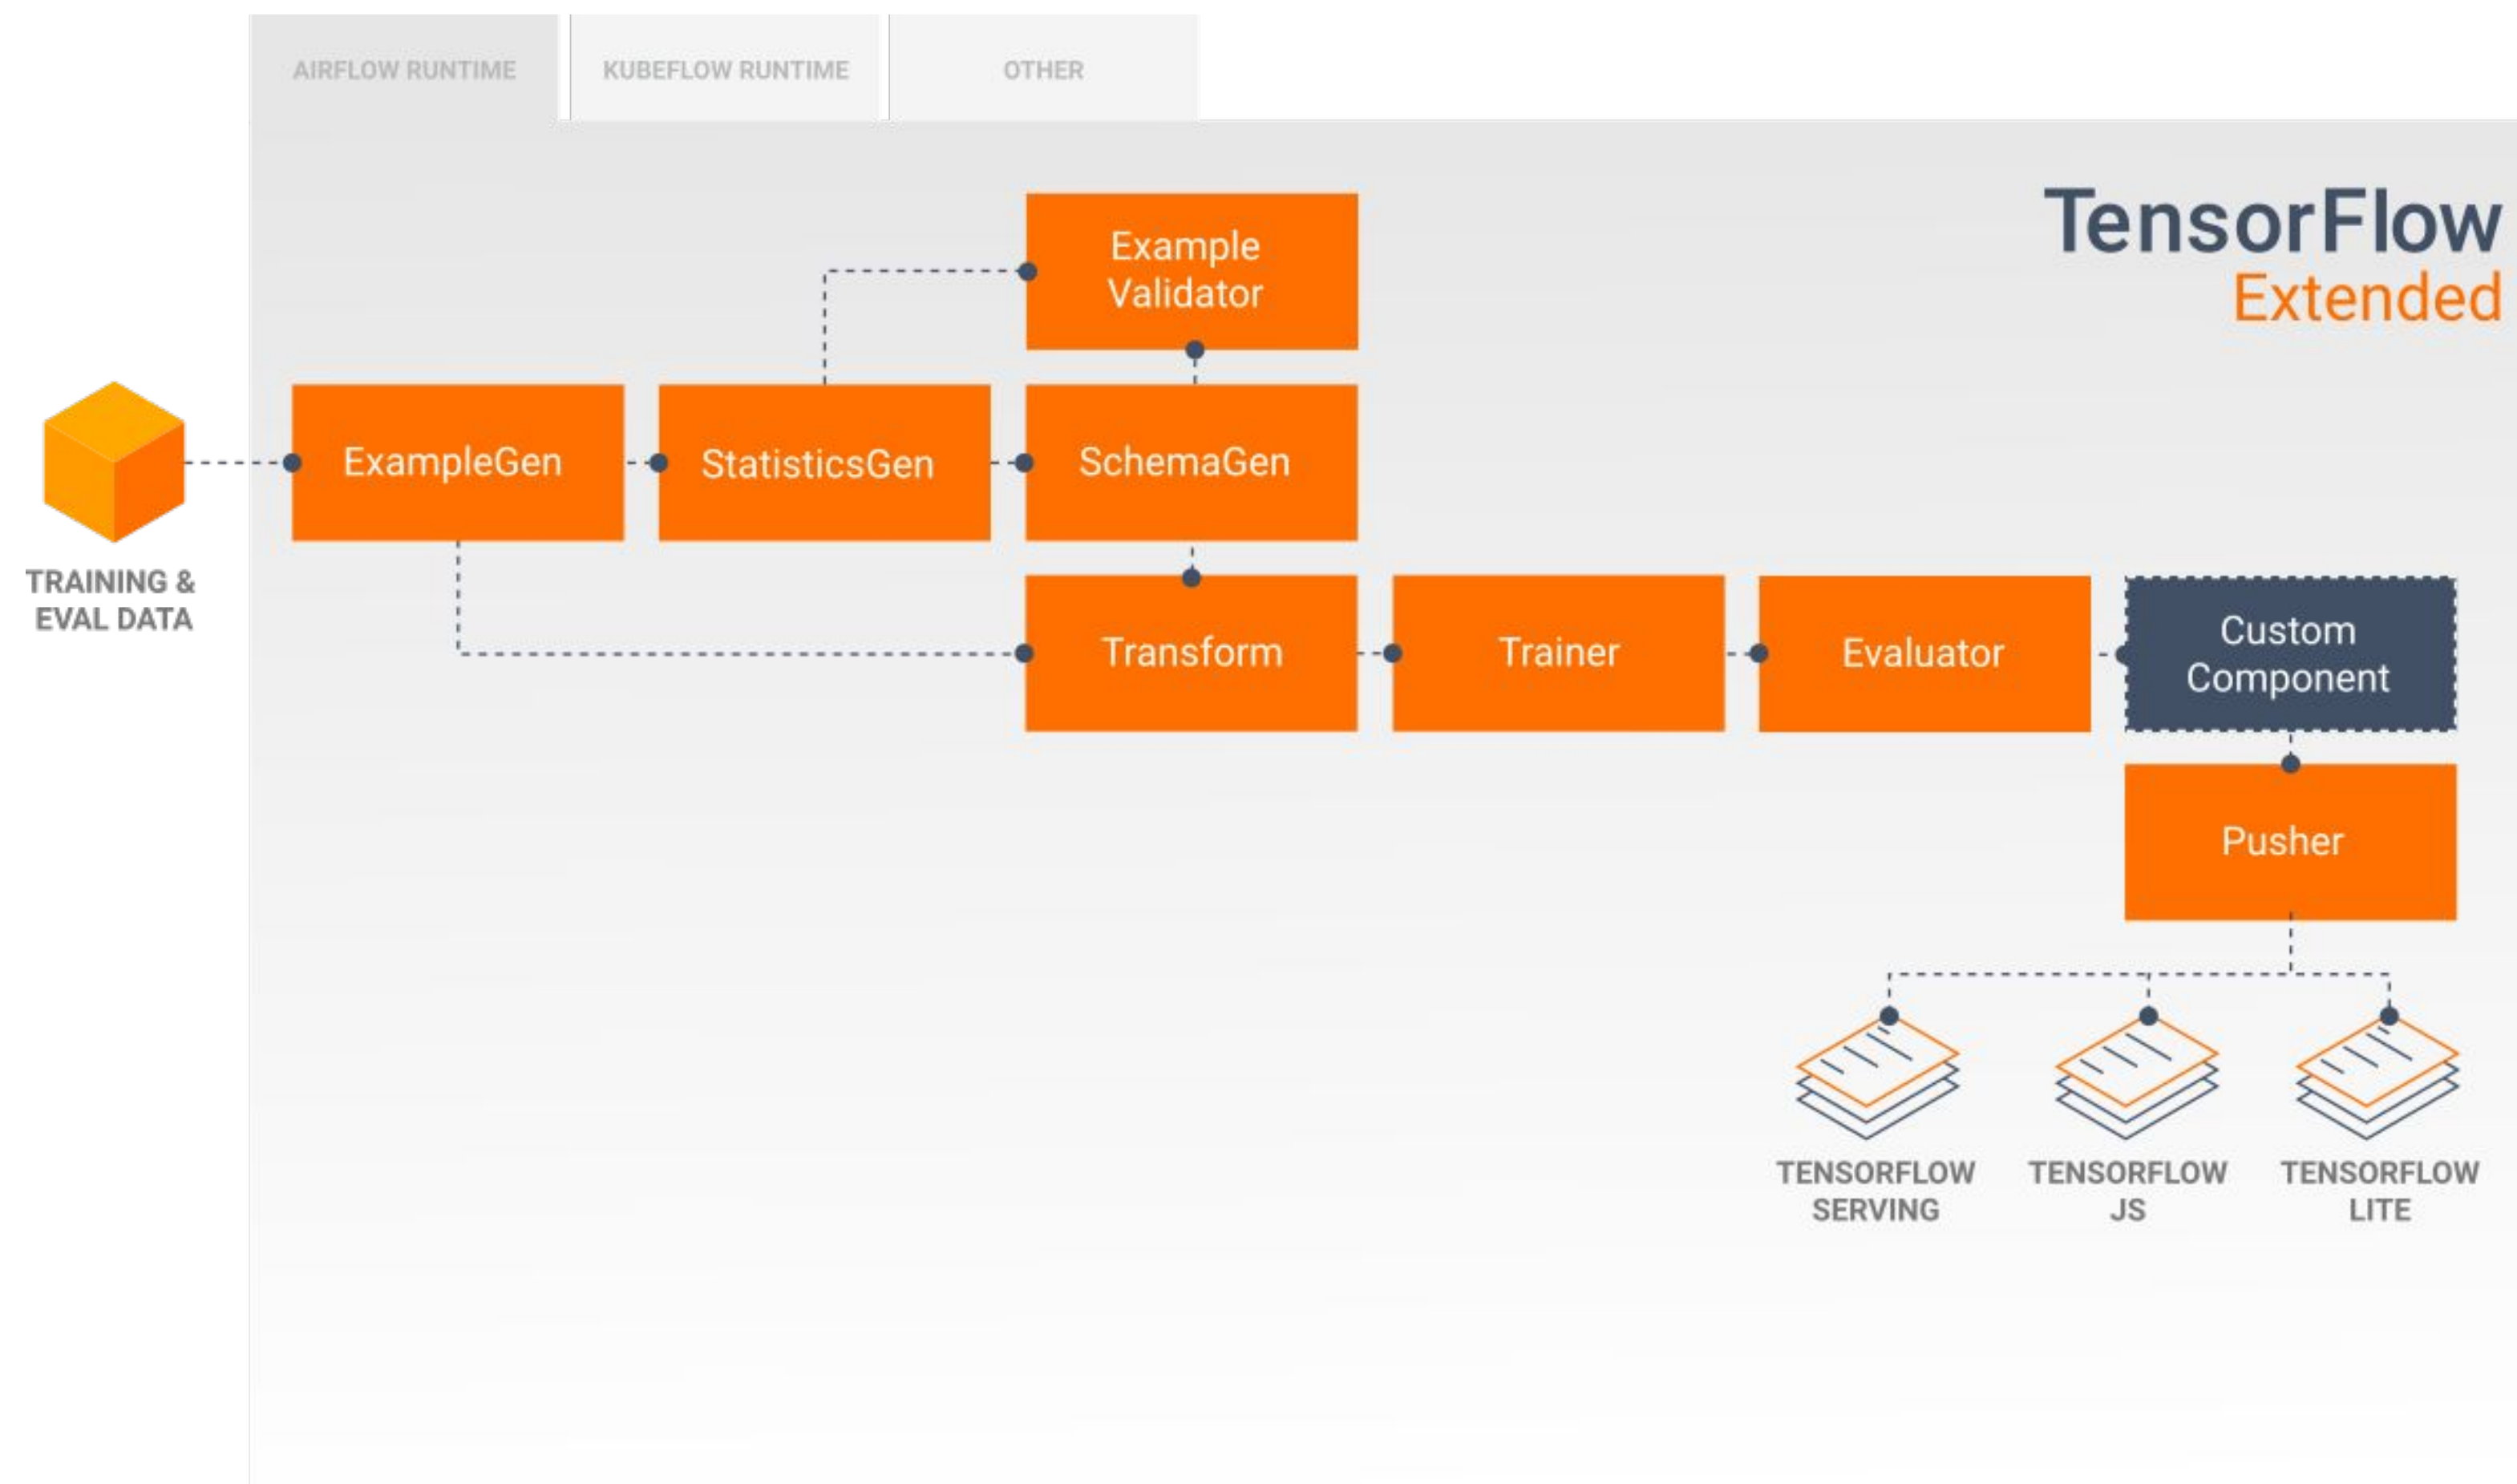 AIRFLOW RUNTIME
KUBEFLOW RUNTIME
OTHER
TensorFlow
Extended
Example
Validator
TRAINING &
EVAL DATA
ExampleGen
StatisticsGen
SchemaGen
Transform
Trainer
Evaluator
Custom
Component
Pusher
TENSORFLOW
SERVING
TENSORFLOW
JS
TENSORFLOW
LITE